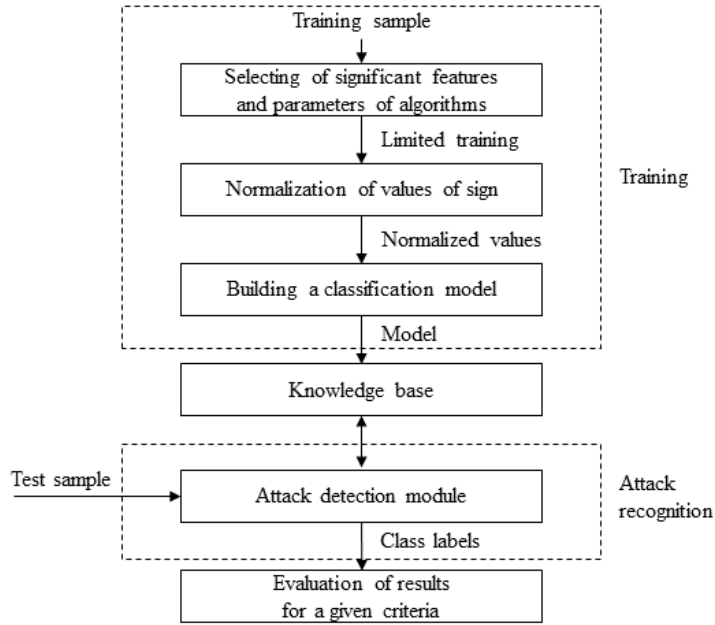 Training sample
Selecting of significant features
and parameters of algorithms
Limited training
Normalization of values of sign
Training
Normalized values
Building a classification model
Model
Knowledge base
Test sample
Attack detection module
Attack
recognition
Class labels
Evaluation of results
for a given criteria